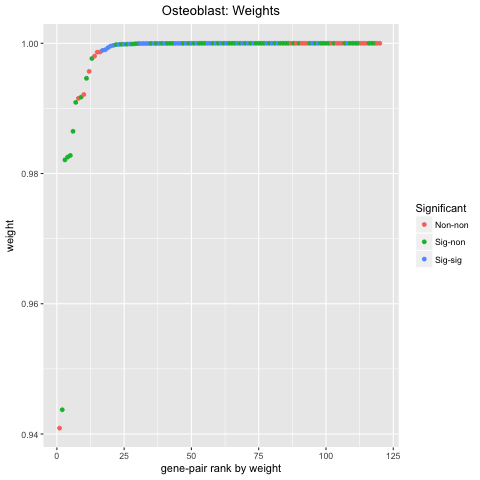 Osteoblast: Weights
1.00
0.98
0.96
0.94
weight
0
25
50
75
100
125
gene-pair rank by weight
Significant
Non-non
Sig-non
Sig-sig